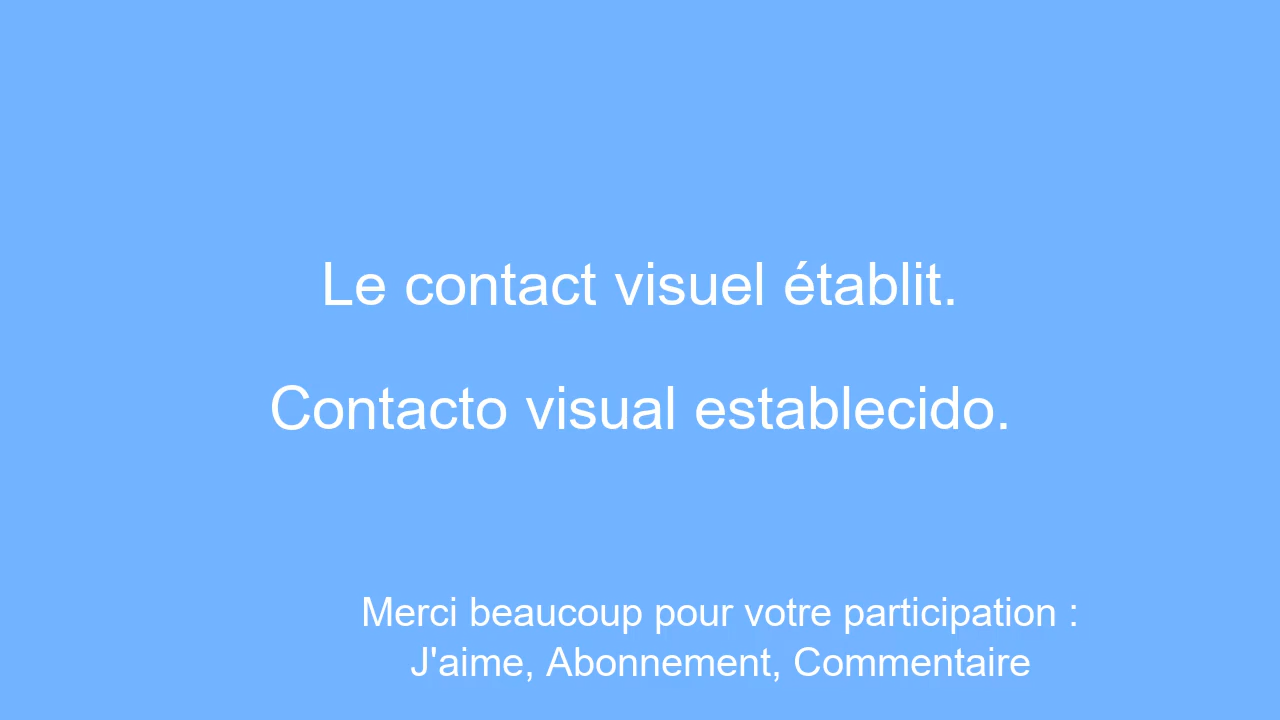 Le contact visuel établit.
Contacto visual establecido.
Merci beaucoup pour votre participation :
J'aime, Abonnement, Commentaire